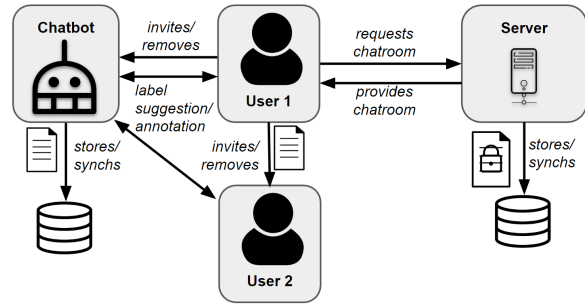 Chatbot
invites/
removes
label
suggestion/
annotation
User 1
requests
chatroom
provides
chatroom
Server
stores/
synchs
invites/
removes
stores/
synchs
User 2